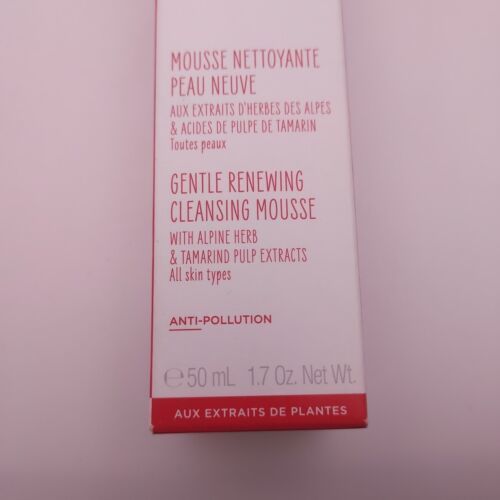 MOUSSE NETTOYANTE
PEAU NEUVE
AUX EXTRAITS D'HERBES DES ALPES
& ACIDES DE PULPE DE TAMARIN
Toutes peaux
GENTLE RENEWING
CLEANSING MOUSSE
WITH ALPINE HERB
& TAMARIND PULP EXTRACTS
All skin types
ANTI-POLLUTION
℮50 mL 1.7 Oz. Net Wt.
AUX EXTRAITS DE PLANTES